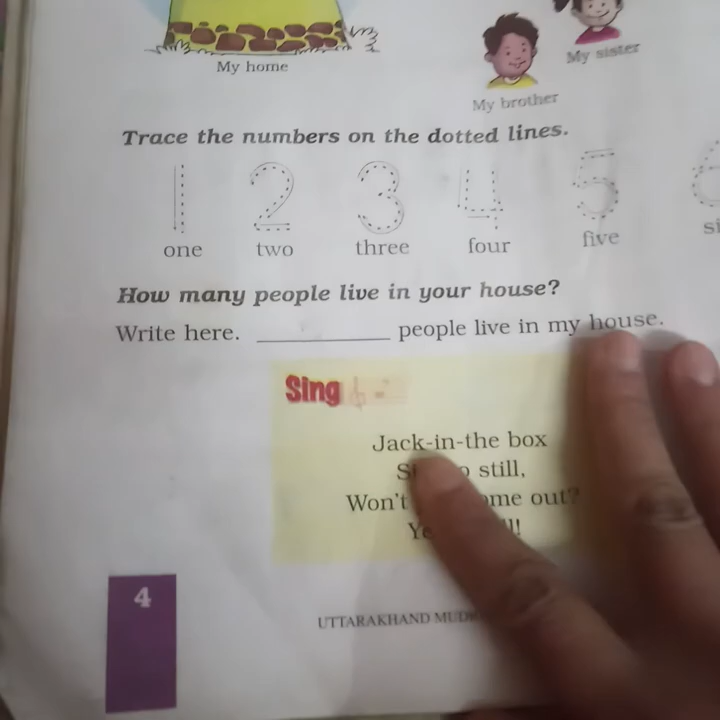 My home
My brother
My sister
Trace the numbers on the dotted lines.
1 2 3 4 5 6
one two three four five
How many people live in your house?
Write here. __________ people live in my house.
Sing
Jack-in-the box
still,
Won't out?
4
UTTARAKHAND